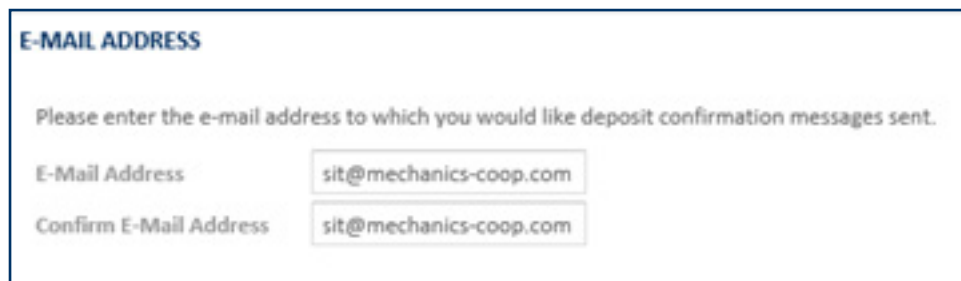 E-MAIL ADDRESS
Please enter the e-mail address to which you would like deposit confirmation messages sent.
E-Mail Address sit@mechanics-coop.com
Confirm E-Mail Address sit@mechanics-coop.com